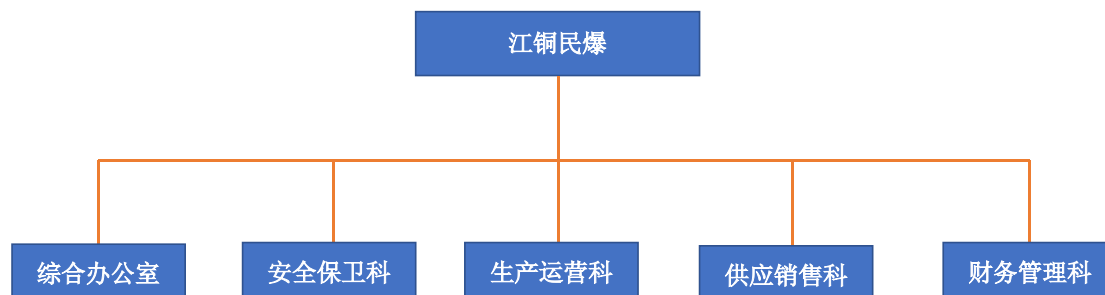 江铜民爆
综合办公室
安全保卫科
生产运营科
供应销售科
财务管理科